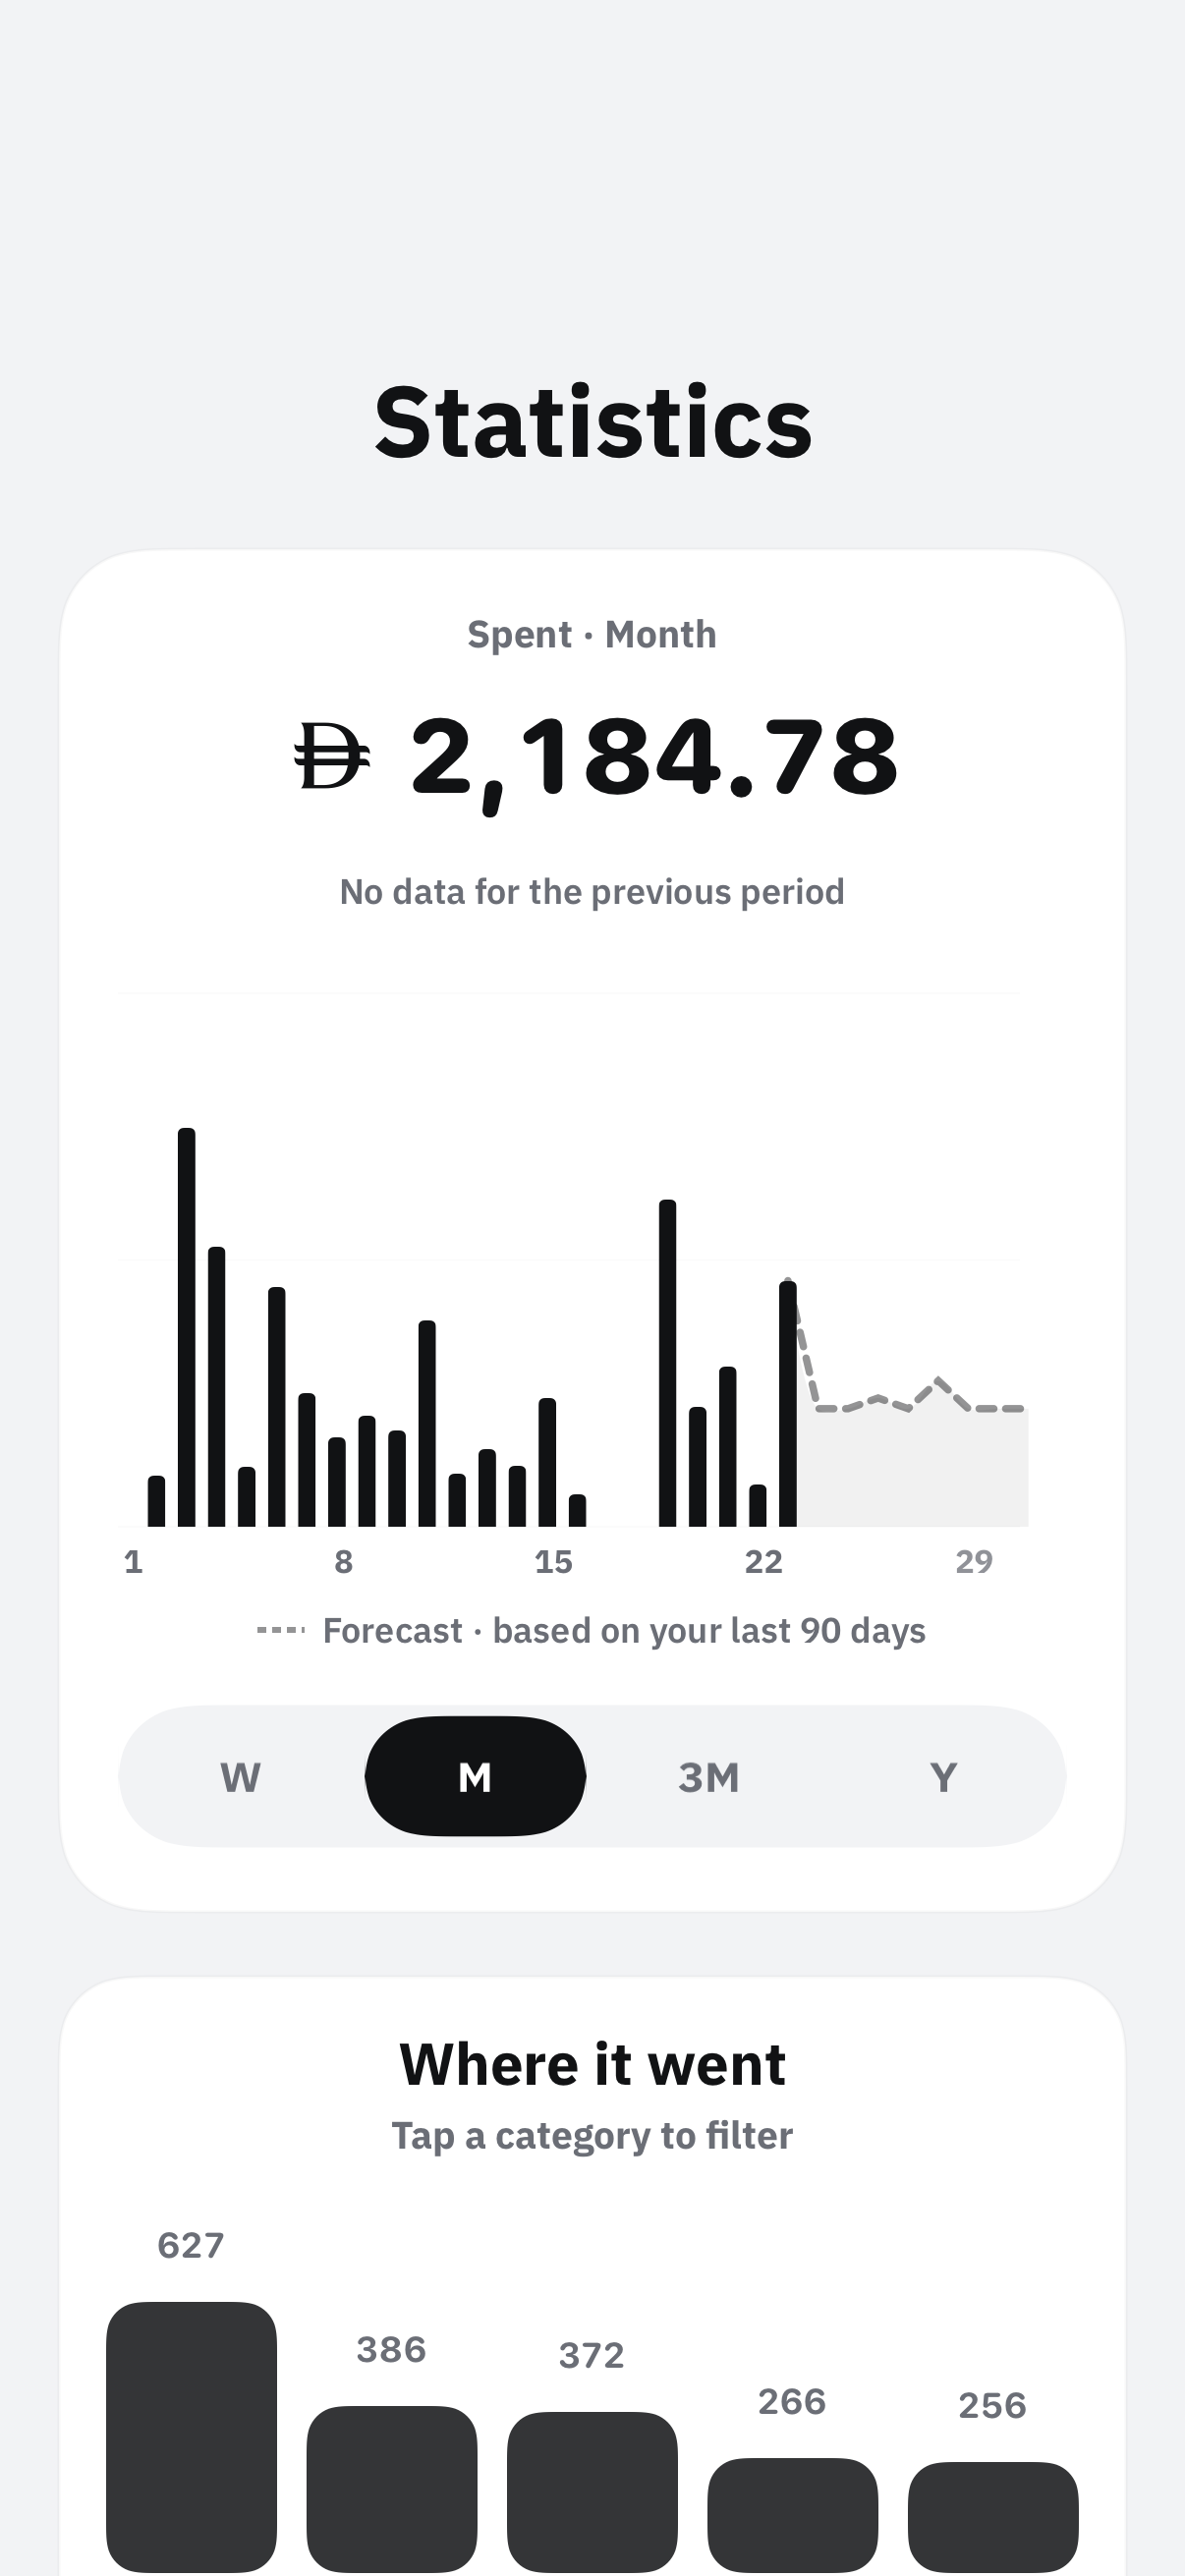 Statistics
Spent · Month
 2,184.78
No data for the previous period
1 8 15 22 29
Forecast · based on your last 90 days
W M 3M Y
Where it went
Tap a category to filter
627
386
372
266
256